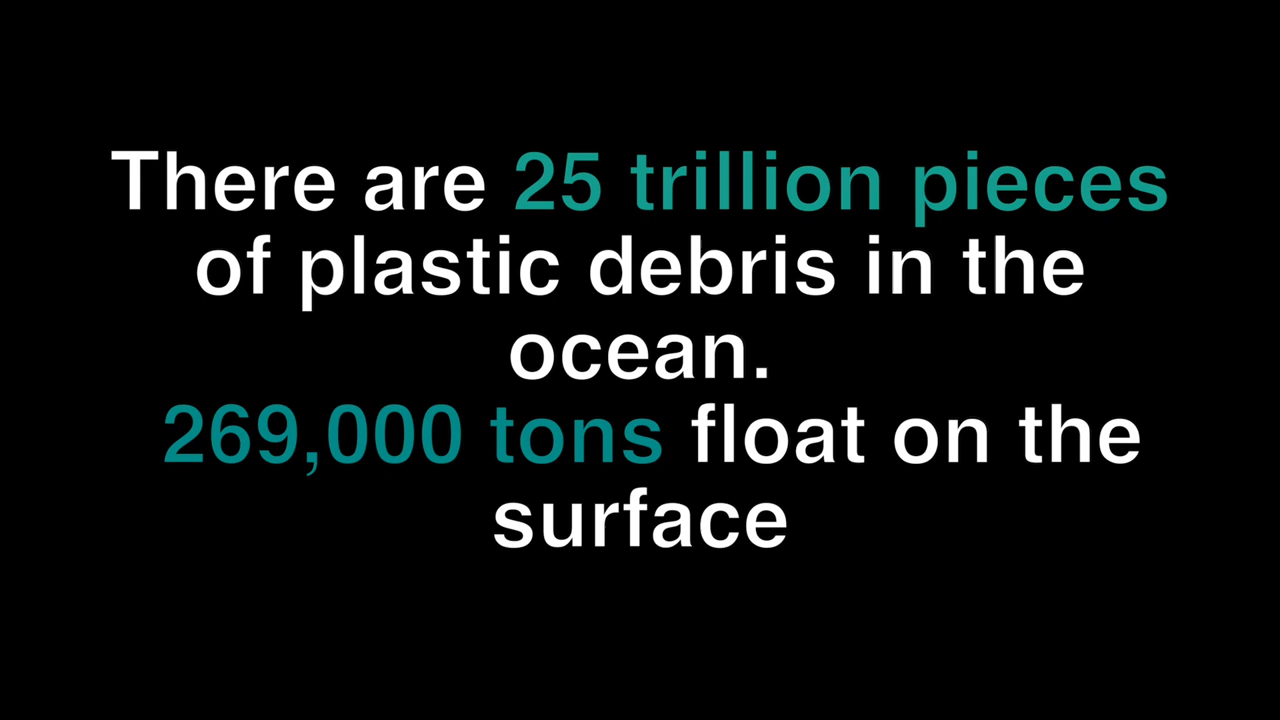 There are 25 trillion pieces
of plastic debris in the
ocean.
269,000 tons float on the
surface